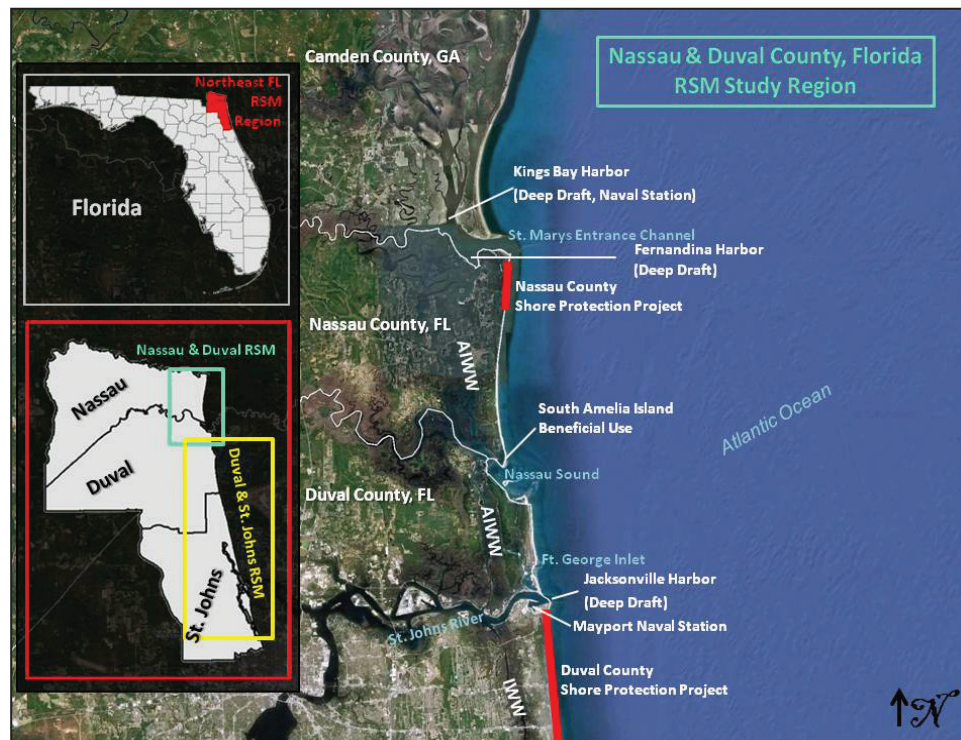 Nassau & Duval County, Florida
RSM Study Region
Camden County, GA
Northeast FL
RSM
Region
Florida
Kings Bay Harbor
(Deep Draft, Naval Station)
St. Marys Entrance Channel
Fernandina Harbor
(Deep Draft)
Nassau County
Shore Protection Project
Nassau County, FL
AIWW
South Amelia Island
Beneficial Use
Atlantic Ocean
Nassau Sound
Duval County, FL
AIWW
Ft. George Inlet
Jacksonville Harbor
(Deep Draft)
Mayport Naval Station
St. Johns River
Duval County
Shore Protection Project
IWW
N
Nassau & Duval RSM
Nassau
Duval
Duval & St. Johns RSM
St. Johns